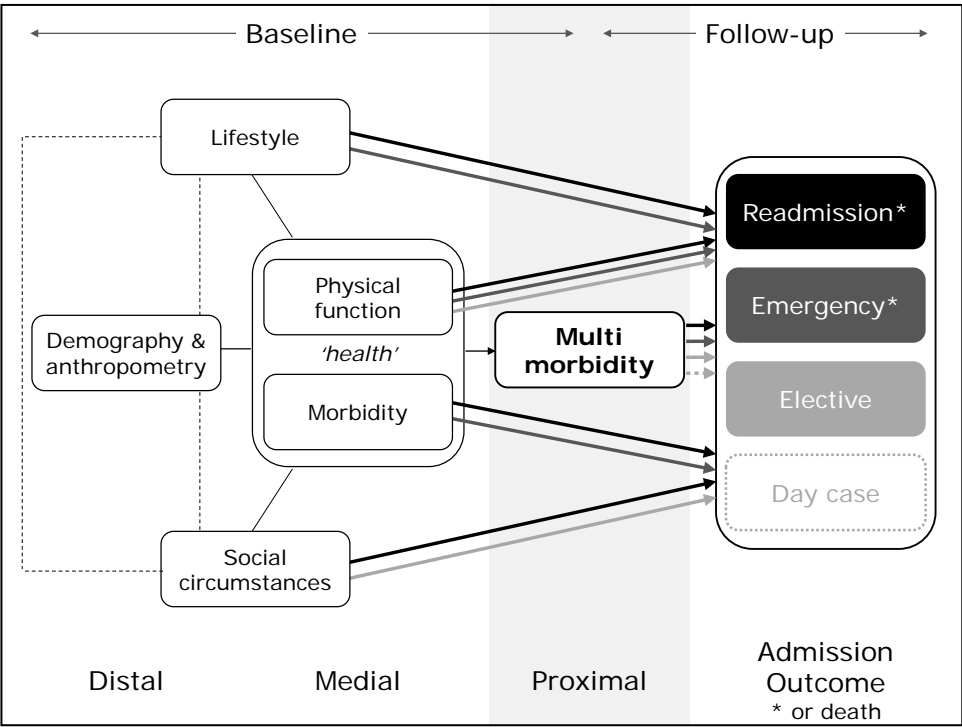 Baseline
Follow-up
Lifestyle
Readmission*
Physical
function
Emergency*
Demography &
anthropometry
'health'
Multi
morbidity
Morbidity
Elective
Day case
Social
circumstances
Distal
Medial
Proximal
Admission
Outcome
* or death